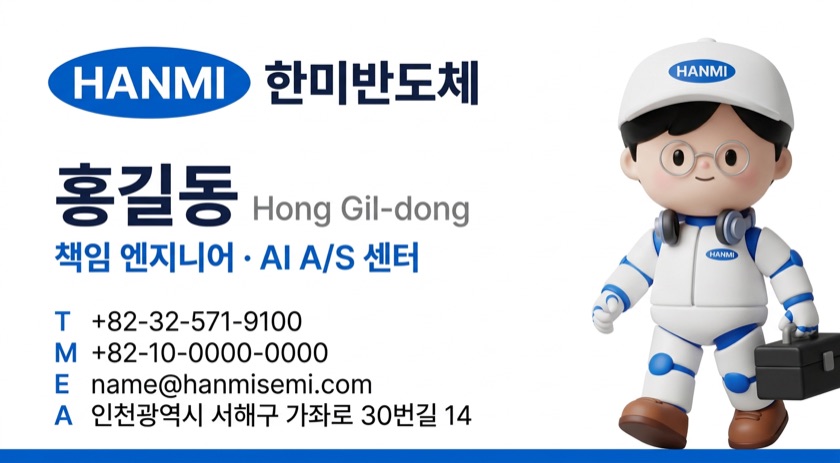 HANMI 한미반도체
홍길동 Hong Gil-dong
책임 엔지니어 · AI A/S 센터
T +82-32-571-9100
M +82-10-0000-0000
E name@hanmisemi.com
A 인천광역시 서해구 가좌로 30번길 14
HANMI
HANMI